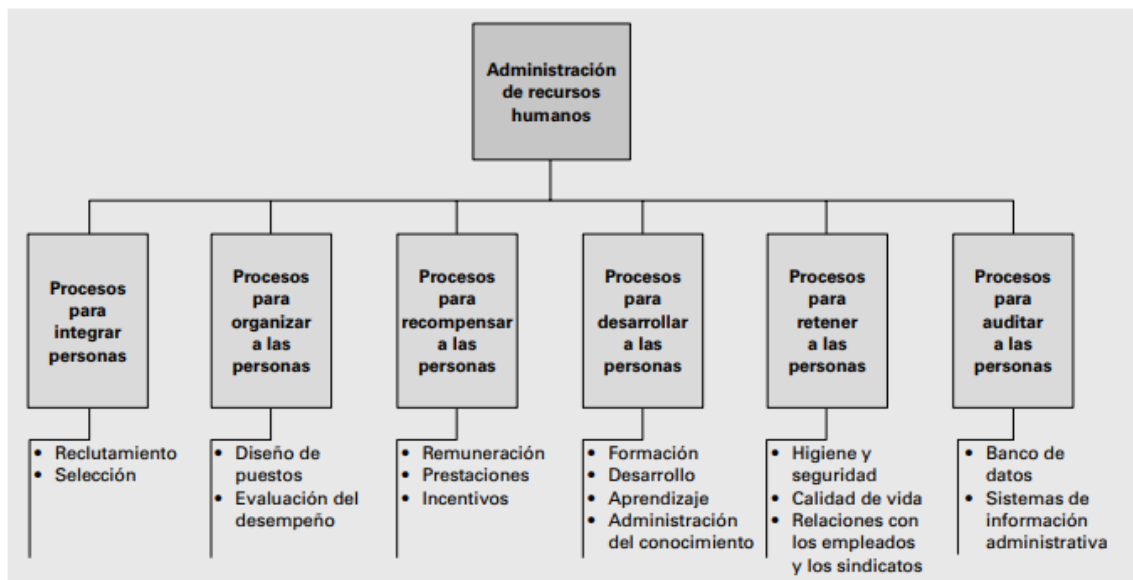 Administración
de recursos
humanos
Procesos
para
integrar
personas
Procesos
para
organizar
a las
personas
Procesos
para
recompensar
a las
personas
Procesos
para
desarrollar
a las
personas
Procesos
para
retener
a las
personas
Procesos
para
auditar
a las
personas
• Reclutamiento
• Selección
• Diseño de
puestos
• Evaluación del
desempeño
• Remuneración
• Prestaciones
• Incentivos
• Formación
• Desarrollo
• Aprendizaje
• Administración
del conocimiento
• Higiene y
seguridad
• Calidad de vida
• Relaciones con
los empleados
y los sindicatos
• Banco de
datos
• Sistemas de
información
administrativa